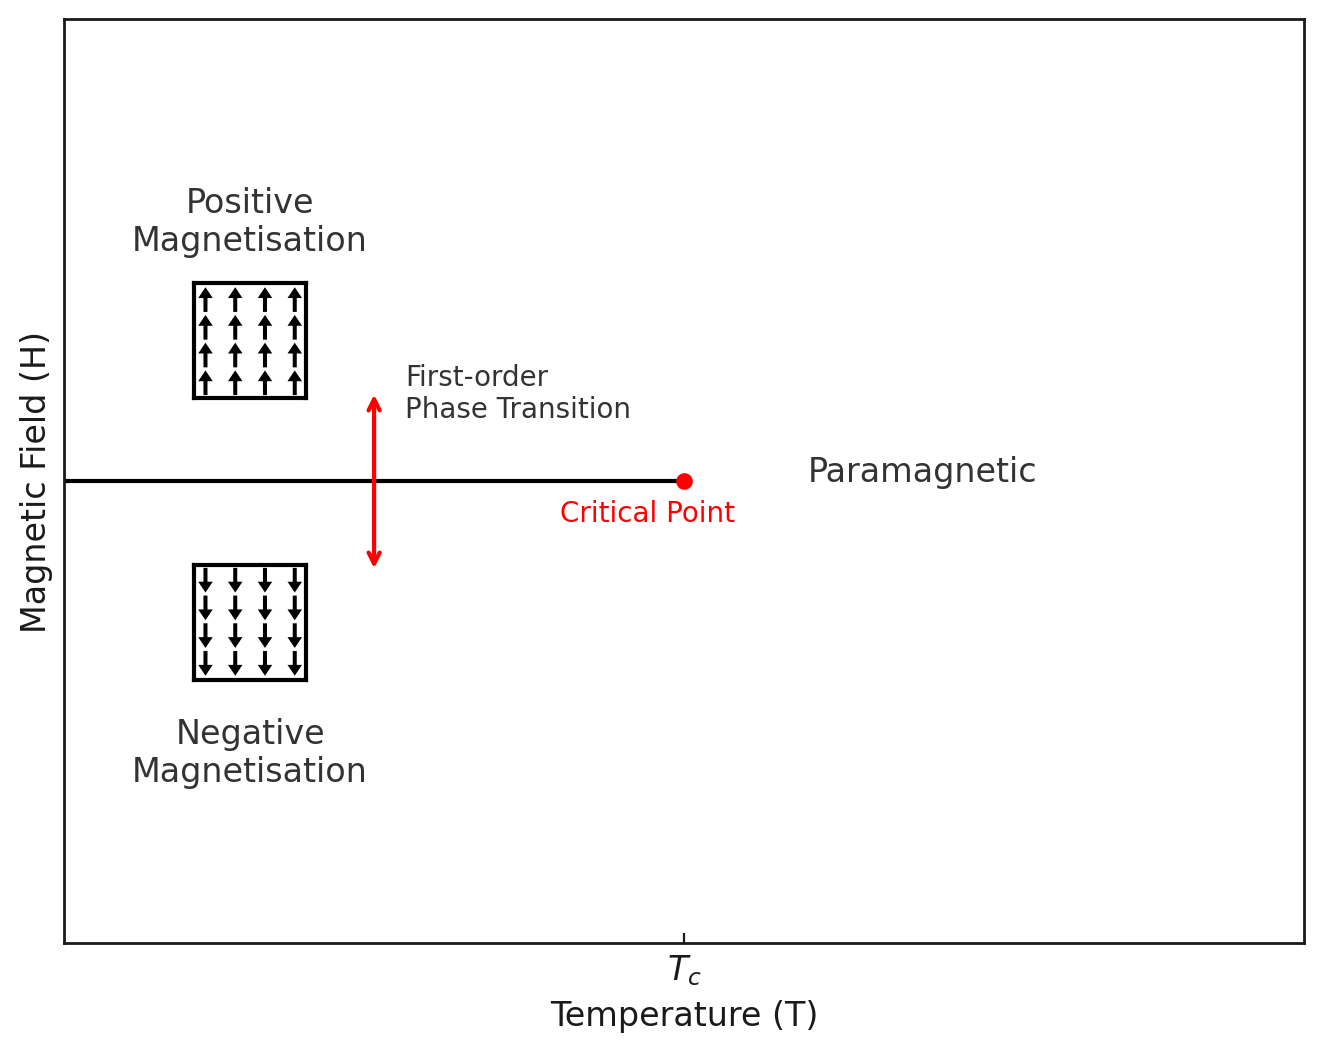 Positive
Magnetisation
First-order
Phase Transition
Paramagnetic
Critical Point
Negative
Magnetisation
Magnetic Field (H)
T_c
Temperature (T)